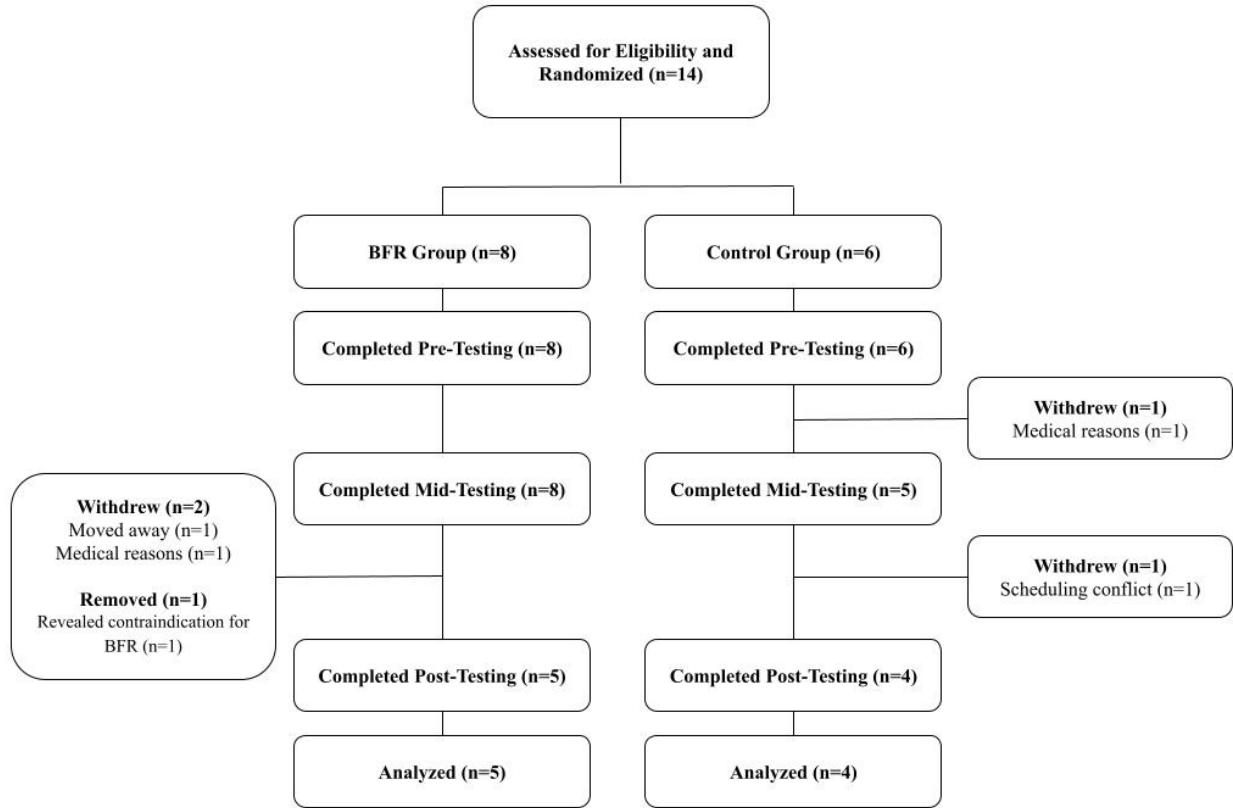 Assessed for Eligibility and
Randomized (n=14)
BFR Group (n=8)
Control Group (n=6)
Completed Pre-Testing (n=8)
Completed Pre-Testing (n=6)
Withdrew (n=1)
Medical reasons (n=1)
Completed Mid-Testing (n=8)
Completed Mid-Testing (n=5)
Withdrew (n=2)
Moved away (n=1)
Medical reasons (n=1)
Removed (n=1)
Revealed contraindication for
BFR (n=1)
Withdrew (n=1)
Scheduling conflict (n=1)
Completed Post-Testing (n=5)
Completed Post-Testing (n=4)
Analyzed (n=5)
Analyzed (n=4)